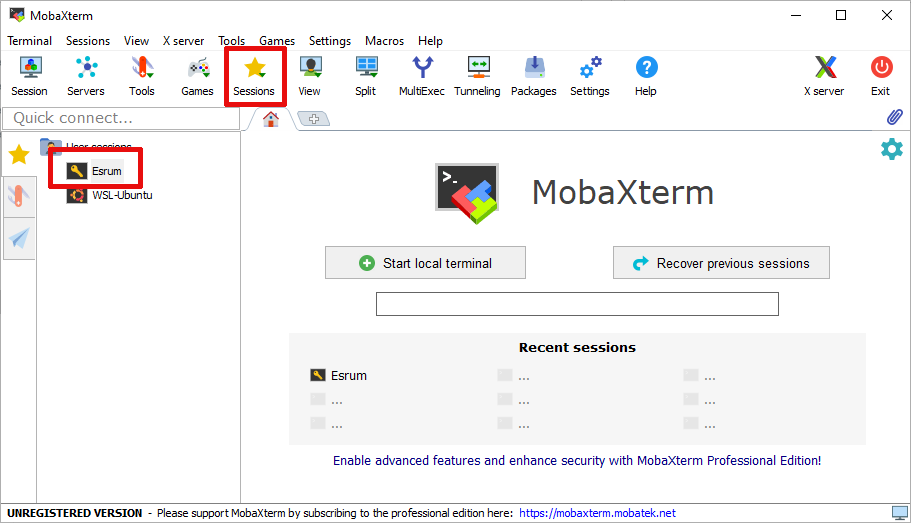 MobaXterm
Terminal Sessions View X server Tools Games Settings Macros Help
Session Servers Tools Games Sessions View Split MultiExec Tunneling Packages Settings Help X server Exit
Quick connect...
User sessions
Esrum
WSL-Ubuntu
MobaXterm
Start local terminal Recover previous sessions
Recent sessions
Esrum ... ...
... ... ...
... ... ...
Enable advanced features and enhance security with MobaXterm Professional Edition!
UNREGISTERED VERSION - Please support MobaXterm by subscribing to the professional edition here: https://mobaxterm.mobatek.net